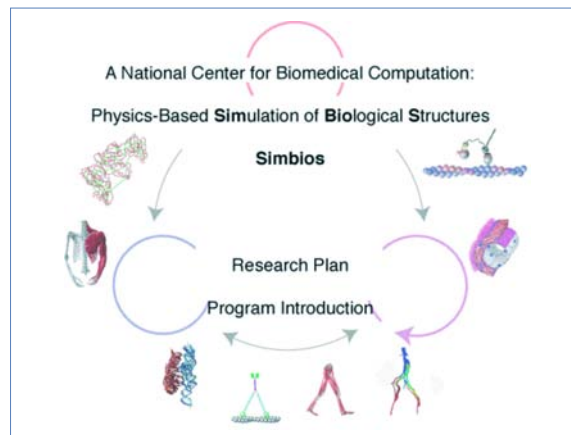 A National Center for Biomedical Computation:
Physics-Based Simulation of Biological Structures
Simbios
Research Plan
Program Introduction